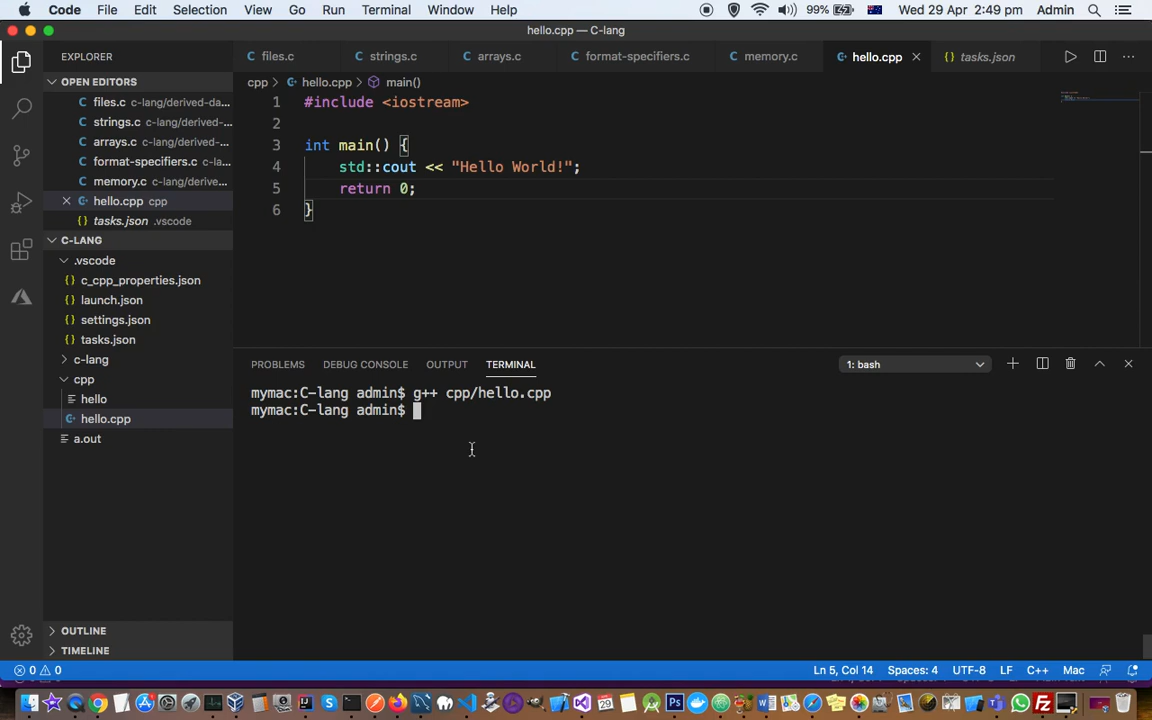 Code File Edit Selection View Go Run Terminal Window Help 99% Wed 29 Apr 2:49 pm Admin
hello.cpp — C-lang
EXPLORER
files.c strings.c arrays.c format-specifiers.c memory.c hello.cpp tasks.json
OPEN EDITORS
cpp > hello.cpp > main()
C files.c c-lang/derived-da...
C strings.c c-lang/derived-...
C arrays.c c-lang/derived-...
C format-specifiers.c c-la...
C memory.c c-lang/derive...
hello.cpp cpp
{} tasks.json .vscode
C-LANG
.vscode
{} c_cpp_properties.json
{} launch.json
{} settings.json
{} tasks.json
c-lang
cpp
hello
hello.cpp
a.out
OUTLINE
TIMELINE
1 #include <iostream>
2
3 int main() {
4 std::cout << "Hello World!";
5 return 0;
6 }
PROBLEMS DEBUG CONSOLE OUTPUT TERMINAL 1: bash
mymac:C-lang admin$ g++ cpp/hello.cpp
mymac:C-lang admin$
0 0 Ln 5, Col 14 Spaces: 4 UTF-8 LF C++ Mac